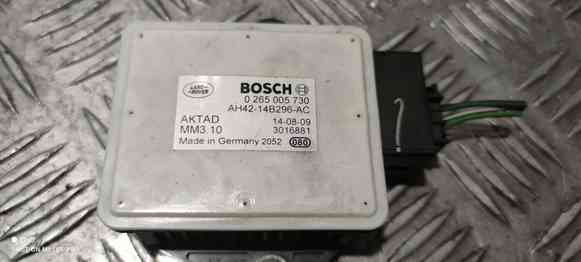 LAND ROVER
BOSCH
0 265 005 730
AH42-14B296-AC
AKTAD 14-08-09
MM3.10 3016881
Made in Germany 2052 080